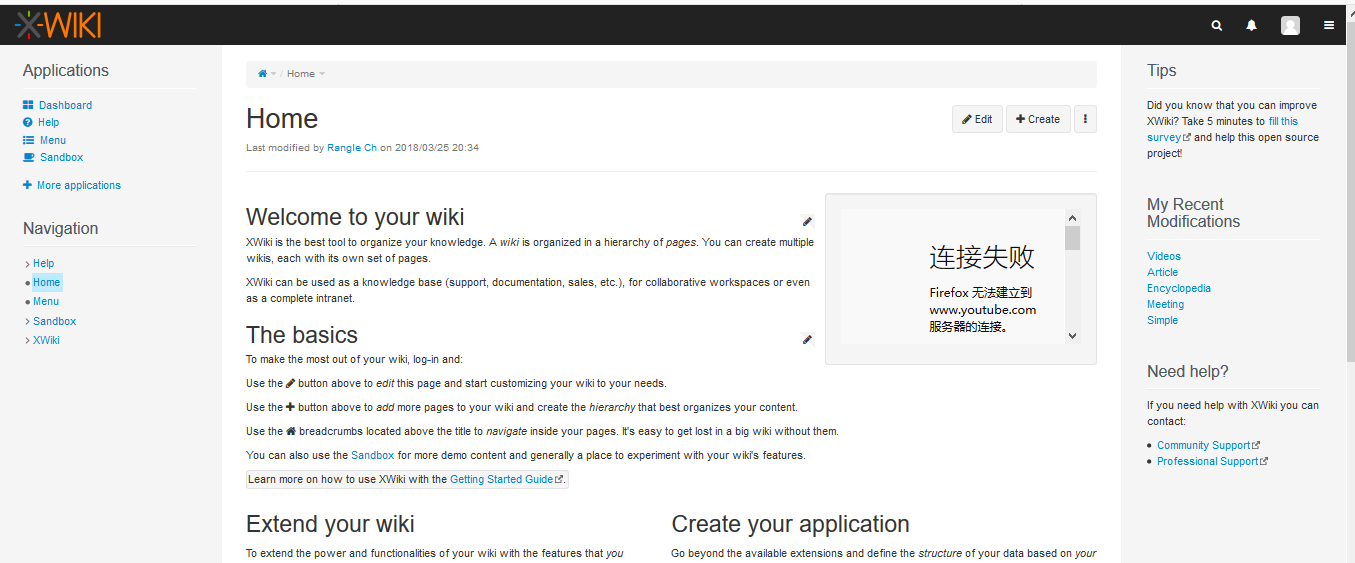 X-WIKI
Applications
Dashboard
Help
Menu
Sandbox
More applications
Navigation
Help
Home
Menu
Sandbox
XWiki
/ Home
Home
Edit
Create
Last modified by Rangle Ch on 2018/03/25 20:34
Welcome to your wiki
XWiki is the best tool to organize your knowledge. A wiki is organized in a hierarchy of pages. You can create multiple
wikis, each with its own set of pages.
XWiki can be used as a knowledge base (support, documentation, sales, etc.), for collaborative workspaces or even
as a complete intranet.
连接失败
Firefox 无法建立到
www.youtube.com
服务器的连接。
The basics
To make the most out of your wiki, log-in and:
Use the button above to edit this page and start customizing your wiki to your needs.
Use the button above to add more pages to your wiki and create the hierarchy that best organizes your content.
Use the breadcrumbs located above the title to navigate inside your pages. It's easy to get lost in a big wiki without them.
You can also use the Sandbox for more demo content and generally a place to experiment with your wiki's features.
Learn more on how to use XWiki with the Getting Started Guide.
Extend your wiki
To extend the power and functionalities of your wiki with the features that you
Create your application
Go beyond the available extensions and define the structure of your data based on your
Tips
Did you know that you can improve
XWiki? Take 5 minutes to fill this
survey and help this open source
project!
My Recent
Modifications
Videos
Article
Encyclopedia
Meeting
Simple
Need help?
If you need help with XWiki you can
contact:
Community Support
Professional Support